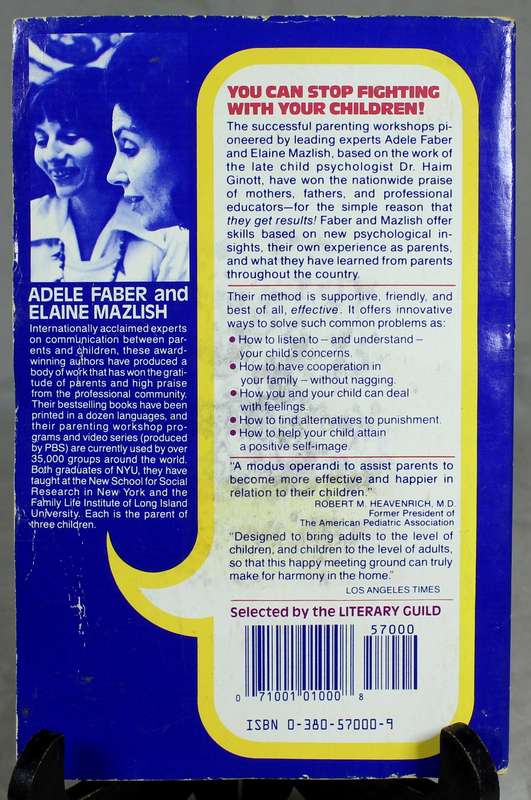 ADELE FABER and
ELAINE MAZLISH
Internationally acclaimed experts
on communication between par-
ents and children, these award-
winning authors have produced a
body of work that has won the grati-
tude of parents and high praise
from the professional community.
Their bestselling books have been
printed in a dozen languages, and
their parenting workshop pro-
grams and video series (produced
by PBS) are currently used by over
35,000 groups around the world.
Both graduates of NYU, they have
taught at the New School for Social
Research in New York and the
Family Life Institute of Long Island
University. Each is the parent of
three children.
YOU CAN STOP FIGHTING
WITH YOUR CHILDREN!
The successful parenting workshops pi-
oneered by leading experts Adele Faber
and Elaine Mazlish, based on the work of
the late child psychologist Dr. Haim
Ginott, have won the nationwide praise
of mothers, fathers, and professional
educators—for the simple reason that
they get results! Faber and Mazlish offer
skills based on new psychological in-
sights, their own experience as parents,
and what they have learned from parents
throughout the country.
Their method is supportive, friendly, and
best of all, effective. It offers innovative
ways to solve such common problems as:
● How to listen to – and understand –
your child's concerns.
● How to have cooperation in
your family – without nagging.
● How you and your child can deal
with feelings.
● How to find alternatives to punishment.
● How to help your child attain
a positive self-image.
"A modus operandi to assist parents to
become more effective and happier in
relation to their children."
ROBERT M. HEAVENRICH, M.D.
Former President of
The American Pediatric Association
"Designed to bring adults to the level of
children, and children to the level of adults,
so that this happy meeting ground can truly
make for harmony in the home."
LOS ANGELES TIMES
Selected by the LITERARY GUILD
57000
0 71001 01000 8
ISBN 0-380-57000-9